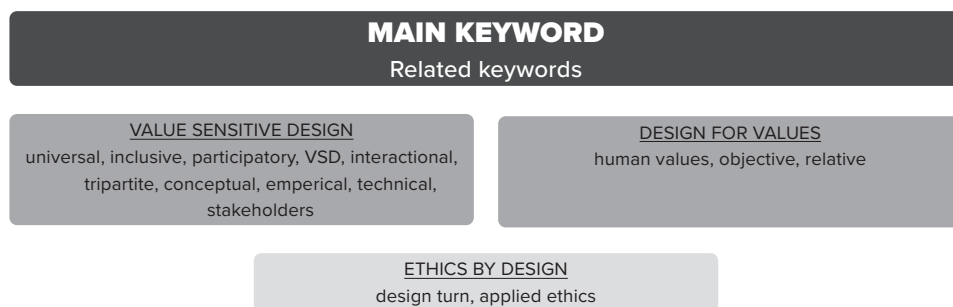 MAIN KEYWORD
Related keywords
VALUE SENSITIVE DESIGN
universal, inclusive, participatory, VSD, interactional,
tripartite, conceptual, emperical, technical,
stakeholders
DESIGN FOR VALUES
human values, objective, relative
ETHICS BY DESIGN
design turn, applied ethics